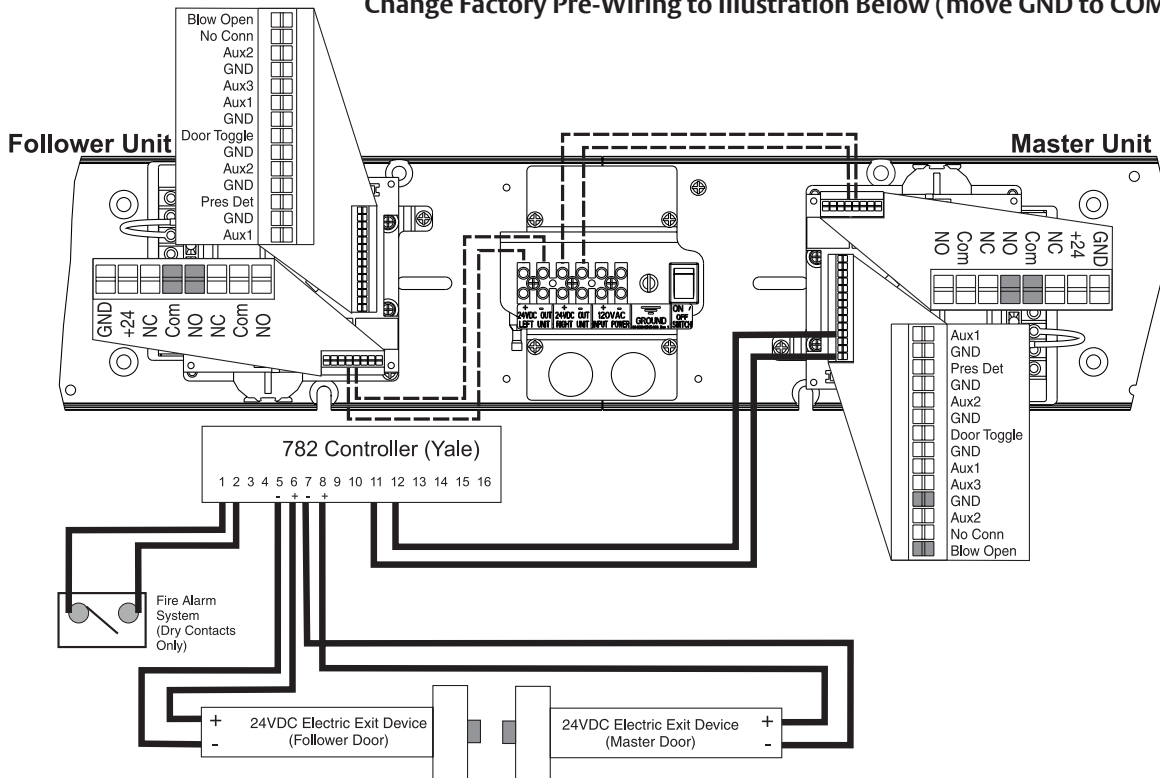 Change Factory Pre-Wiring to Illustration Below (move GND to COM
Blow Open
No Conn
Aux2
GND
Aux3
Aux1
GND
Door Toggle
GND
Aux2
GND
Pres Det
GND
Aux1
Follower Unit
Master Unit
GND
+24
NC
Com
NO
NC
Com
NO
NO
Com
NC
NO
Com
NC
+24
GND
+ - + - + -
24VDC OUT
LEFT UNIT
24VDC OUT
RIGHT UNIT
120VAC
INPUT POWER
GROUND
ON /
OFF
SWITCH
Aux1
GND
Pres Det
GND
Aux2
GND
Door Toggle
GND
Aux1
Aux3
GND
Aux2
No Conn
Blow Open
782 Controller (Yale)
1 2 3 4 5 6 7 8 9 10 11 12 13 14 15 16
- + - +
Fire Alarm
System
(Dry Contacts
Only)
+
-
24VDC Electric Exit Device
(Follower Door)
24VDC Electric Exit Device
(Master Door)
+
-